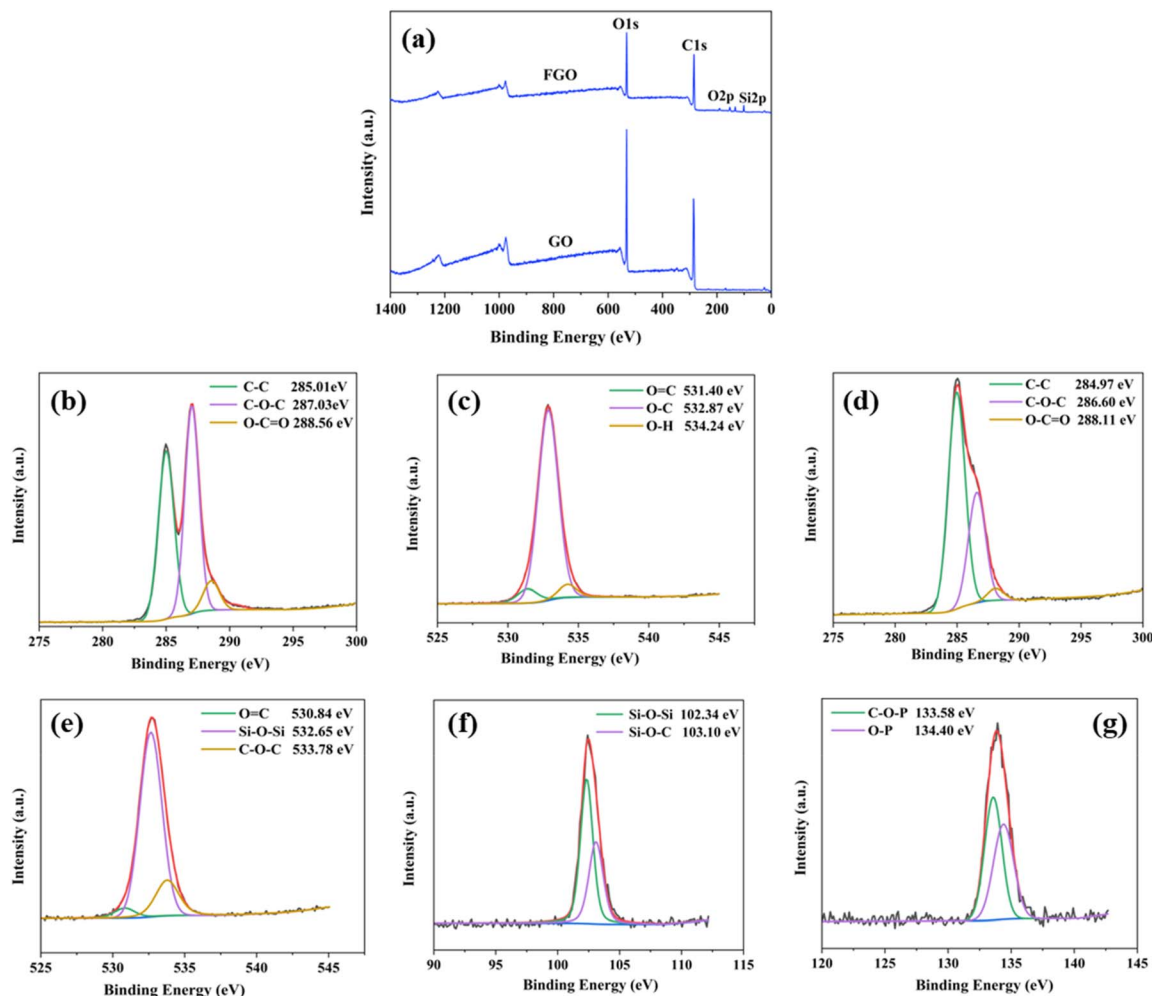 (a)
O1s
C1s
FGO
O2p Si2p
GO
Intensity (a.u.)
1400 1200 1000 800 600 400 200 0
Binding Energy (eV)
(b)
C-C 285.01eV
C-O-C 287.03eV
O-C=O 288.56 eV
Intensity (a.u.)
275 280 285 290 295 300
Binding Energy (eV)
(c)
O=C 531.40 eV
O-C 532.87 eV
O-H 534.24 eV
Intensity (a.u.)
525 530 535 540 545
Binding Energy (eV)
(d)
C-C 284.97 eV
C-O-C 286.60 eV
O-C=O 288.11 eV
Intensity (a.u.)
275 280 285 290 295 300
Binding Energy (eV)
(e)
O=C 530.84 eV
Si-O-Si 532.65 eV
C-O-C 533.78 eV
Intensity (a.u.)
525 530 535 540 545
Binding Energy (eV)
(f)
Si-O-Si 102.34 eV
Si-O-C 103.10 eV
Intensity (a.u.)
90 95 100 105 110 115
Binding Energy (eV)
C-O-P 133.58 eV
O-P 134.40 eV
(g)
Intensity (a.u.)
120 125 130 135 140 145
Binding Energy (eV)